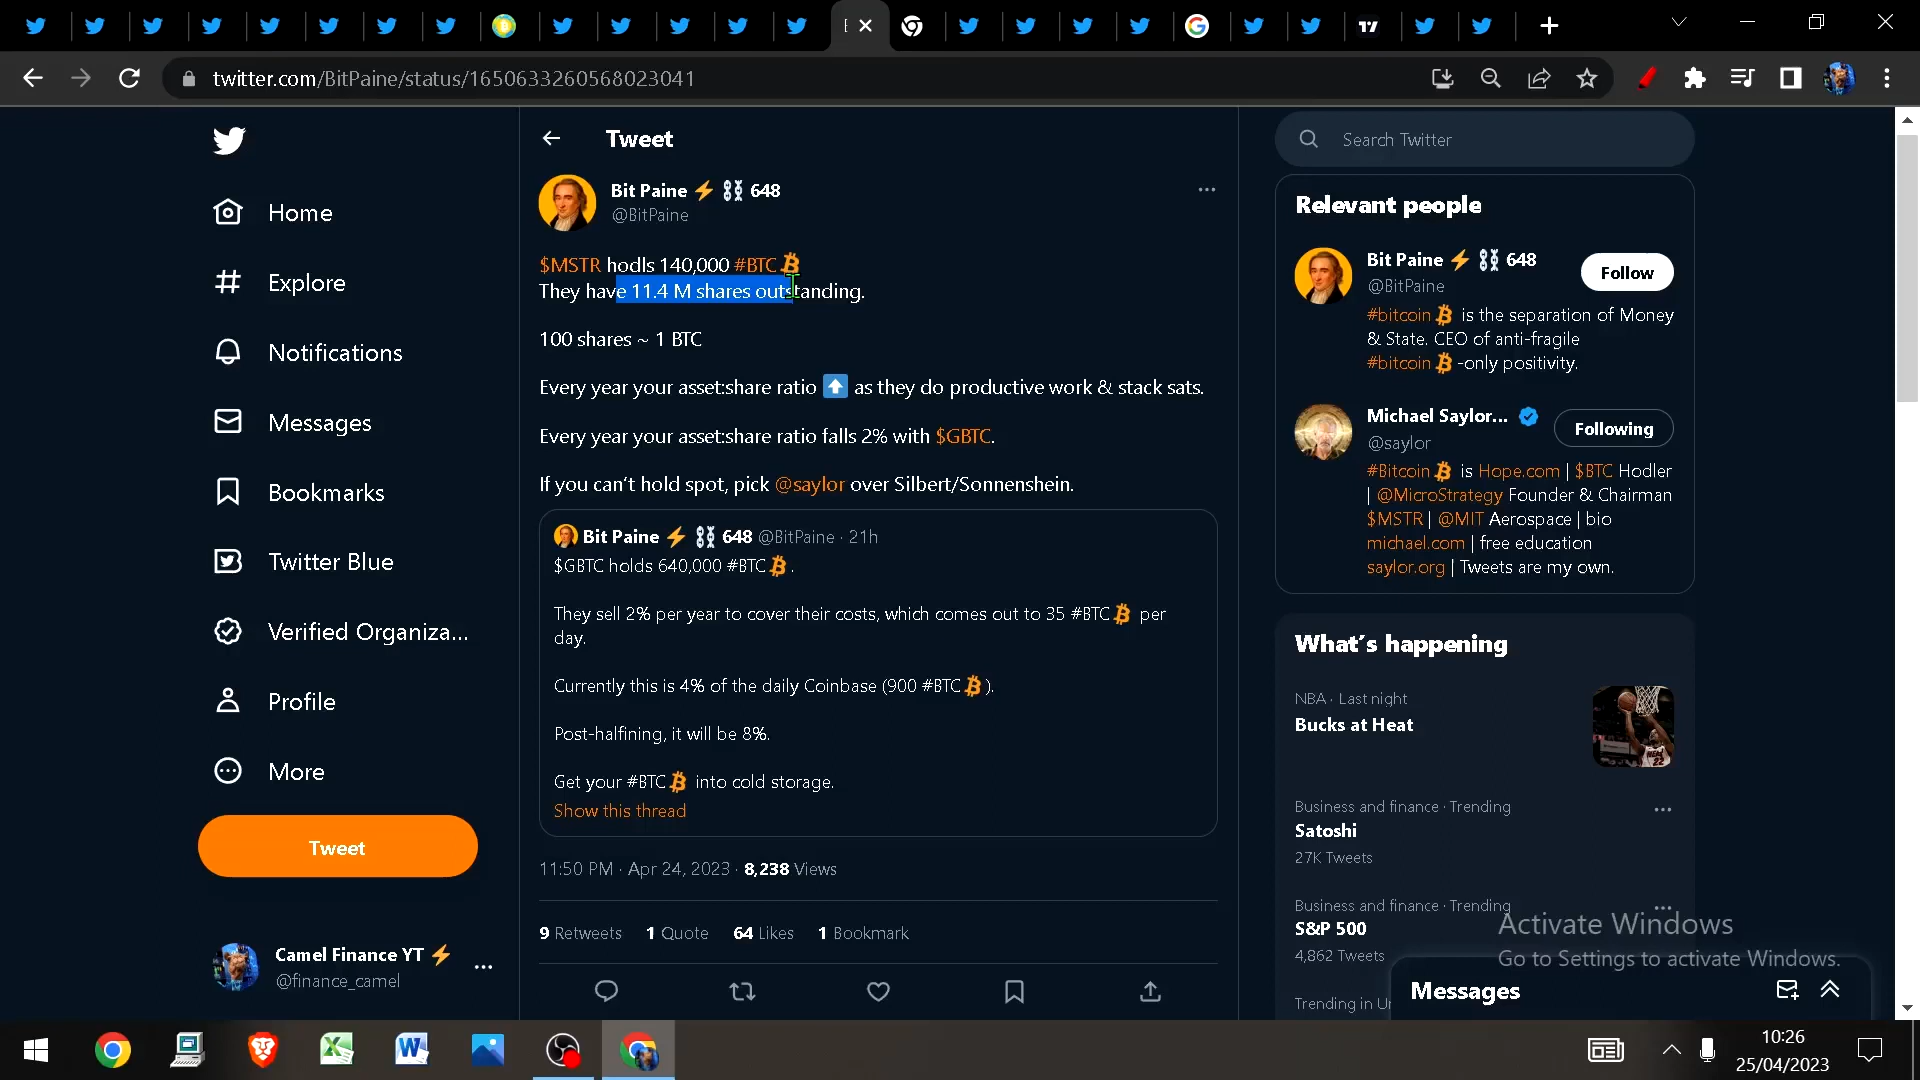 twitter.com/BitPaine/status/1650633260568023041
Home
Explore
Notifications
Messages
Bookmarks
Twitter Blue
Verified Organiza...
Profile
More
Tweet
Camel Finance YT ⚡
@finance_camel
Tweet
Bit Paine ⚡ ⛓ 648
@BitPaine
$MSTR hodls 140,000 #BTC
They have 11.4 M shares outstanding.
100 shares ~ 1 BTC
Every year your asset:share ratio ⬆ as they do productive work & stack sats.
Every year your asset:share ratio falls 2% with $GBTC.
If you can't hold spot, pick @saylor over Silbert/Sonnenshein.
Bit Paine ⚡ ⛓ 648 @BitPaine · 21h
$GBTC holds 640,000 #BTC .
They sell 2% per year to cover their costs, which comes out to 35 #BTC per
day.
Currently this is 4% of the daily Coinbase (900 #BTC ).
Post-halfining, it will be 8%.
Get your #BTC into cold storage.
Show this thread
11:50 PM · Apr 24, 2023 · 8,238 Views
9 Retweets 1 Quote 64 Likes 1 Bookmark
Search Twitter
Relevant people
Bit Paine ⚡ ⛓ 648
@BitPaine
Follow
#bitcoin is the separation of Money
& State. CEO of anti-fragile
#bitcoin -only positivity.
Michael Saylor...
@saylor
Following
#Bitcoin is Hope.com | $BTC Hodler
| @MicroStrategy Founder & Chairman
$MSTR | @MIT Aerospace | bio
michael.com | free education
saylor.org | Tweets are my own.
What's happening
NBA · Last night
Bucks at Heat
Business and finance · Trending
Satoshi
27K Tweets
Business and finance · Trending
S&P 500
4,862 Tweets
Trending in
Activate Windows
Go to Settings to activate Windows.
Messages
10:26
25/04/2023